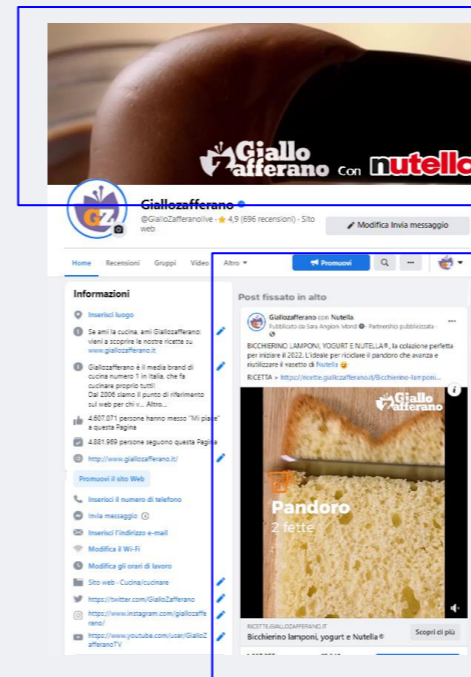 Giallo
Zafferano con nutella
Giallozafferano
@GialloZafferanolive · 4,9 (696 recensioni) · Sito
web
Modifica Invia messaggio
Home Recensioni Gruppi Video Altro
Promuovi
Informazioni
Inserisci luogo
Se ami la cucina, ami Giallozafferano:
vieni a scoprire le nostre ricette su
www.giallozafferano.it
Giallozafferano è il media brand di
cucina numero 1 in Italia, che fa
cucinare proprio tutti!
Dal 2006 siamo il punto di riferimento
sul web per chi v... Altro...
4.607.071 persone hanno messo "Mi piace"
a questa Pagina
4.881.969 persone seguono questa Pagina
http://www.giallozafferano.it/
Promuovi il sito Web
Inserisci il numero di telefono
Invia messaggio
Inserisci l'indirizzo e-mail
Modifica il Wi-Fi
Modifica gli orari di lavoro
Sito web · Cucina/cucinare
https://twitter.com/GialloZafferano
https://www.instagram.com/giallozaffe
rano/
https://www.youtube.com/user/GialloZ
afferanoTV
Post fissato in alto
Giallozafferano con Nutella
Pubblicato da Sara Angioni Mondi · Partnership pubblicizzata ·
BICCHIERINO LAMPONI, YOGURT E NUTELLA®, la colazione perfetta
per iniziare il 2022. L'ideale per riciclare il pandoro che avanza e
riutilizzare il vasetto di Nutella
RICETTA > https://ricette.giallozafferano.it/Bicchierino-lamponi...
Giallo
Zafferano
Pandoro
2 fette
RICETTE.GIALLOZAFFERANO.IT
Bicchierino lamponi, yogurt e Nutella®
Scopri di più